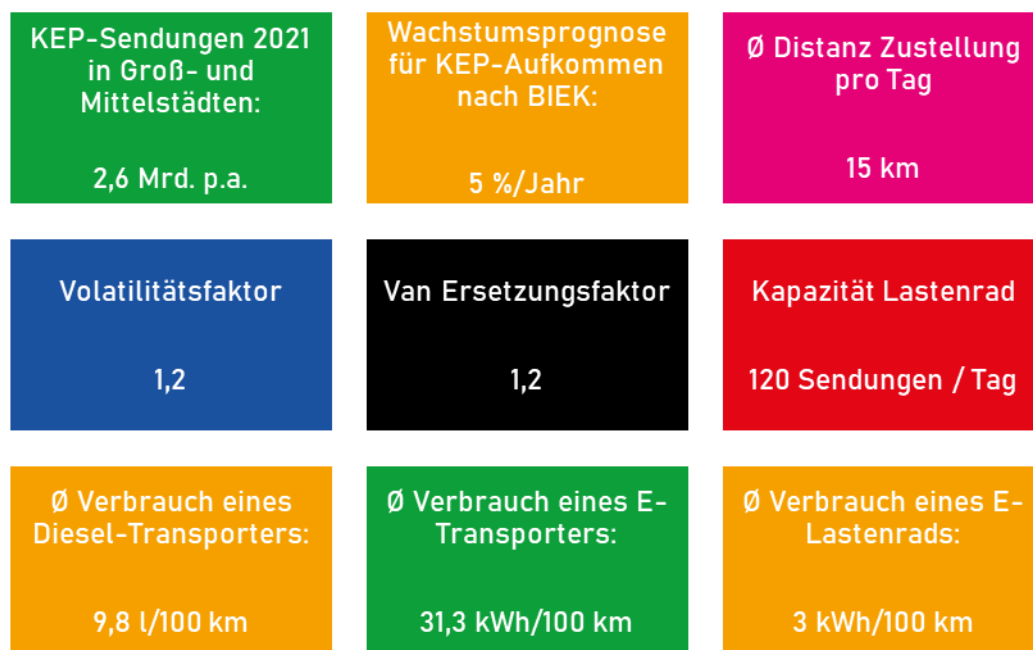 KEP-Sendungen 2021
in Groß- und
Mittelstädten:
2,6 Mrd. p.a.
Wachstumsprognose
für KEP-Aufkommen
nach BIEK:
5 %/Jahr
Ø Distanz Zustellung
pro Tag
15 km
Volatilitätsfaktor
1,2
Van Ersetzungsfaktor
1,2
Kapazität Lastenrad
120 Sendungen / Tag
Ø Verbrauch eines
Diesel-Transporters:
9,8 l/100 km
Ø Verbrauch eines E-
Transporters:
31,3 kWh/100 km
Ø Verbrauch eines E-
Lastenrads:
3 kWh/100 km